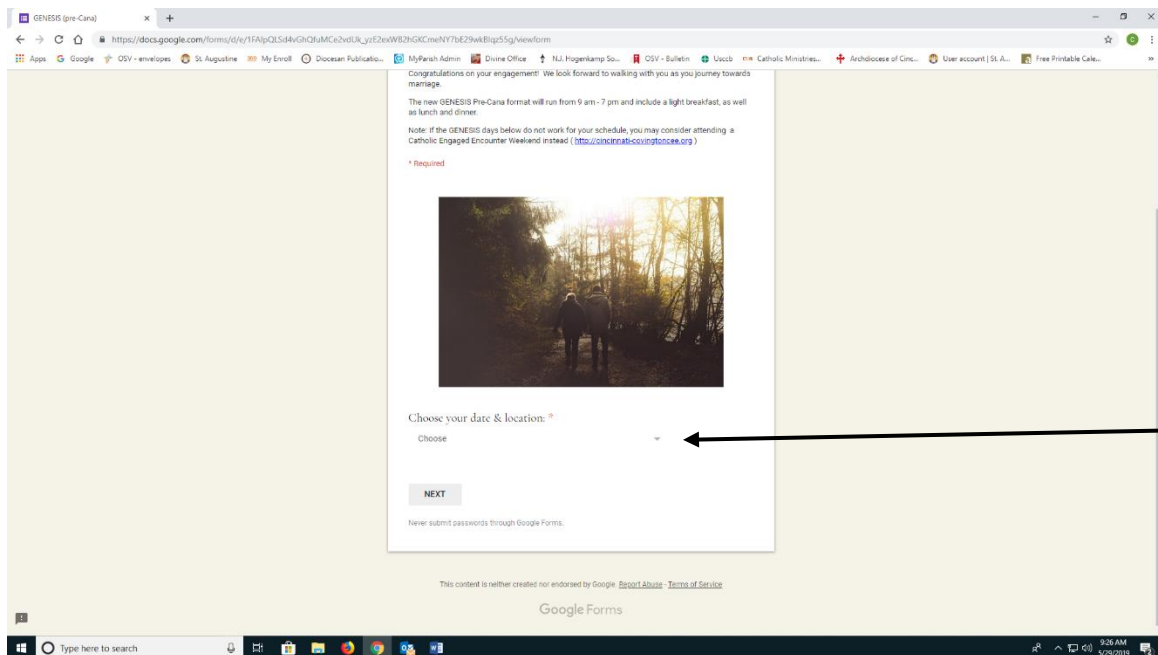 GENESIS (pre-Cana)
https://docs.google.com/forms/d/e/
Apps Google OSV - envelopes St. Augustine My Enroll Diocesan Publicatio... MyParish Admin Divine Office N.J. Hogenkamp So... OSV - Bulletin Usccb Catholic Ministries... Archdiocese of Cinc... User account | St. A... Free Printable Cale...
Congratulations on your engagement! We look forward to walking with you as you journey towards
marriage.
The new GENESIS Pre-Cana format will run from 9 am - 7 pm and include a light breakfast, as well
as lunch and dinner.
Note: If the GENESIS days below do not work for your schedule, you may consider attending a
Catholic Engaged Encounter Weekend instead ( http://cincinnati-covingtoncee.org )
* Required
Choose your date & location: *
Choose
NEXT
Never submit passwords through Google Forms.
This content is neither created nor endorsed by Google. Report Abuse - Terms of Service
Google Forms
Type here to search
9:26 AM
5/29/2019